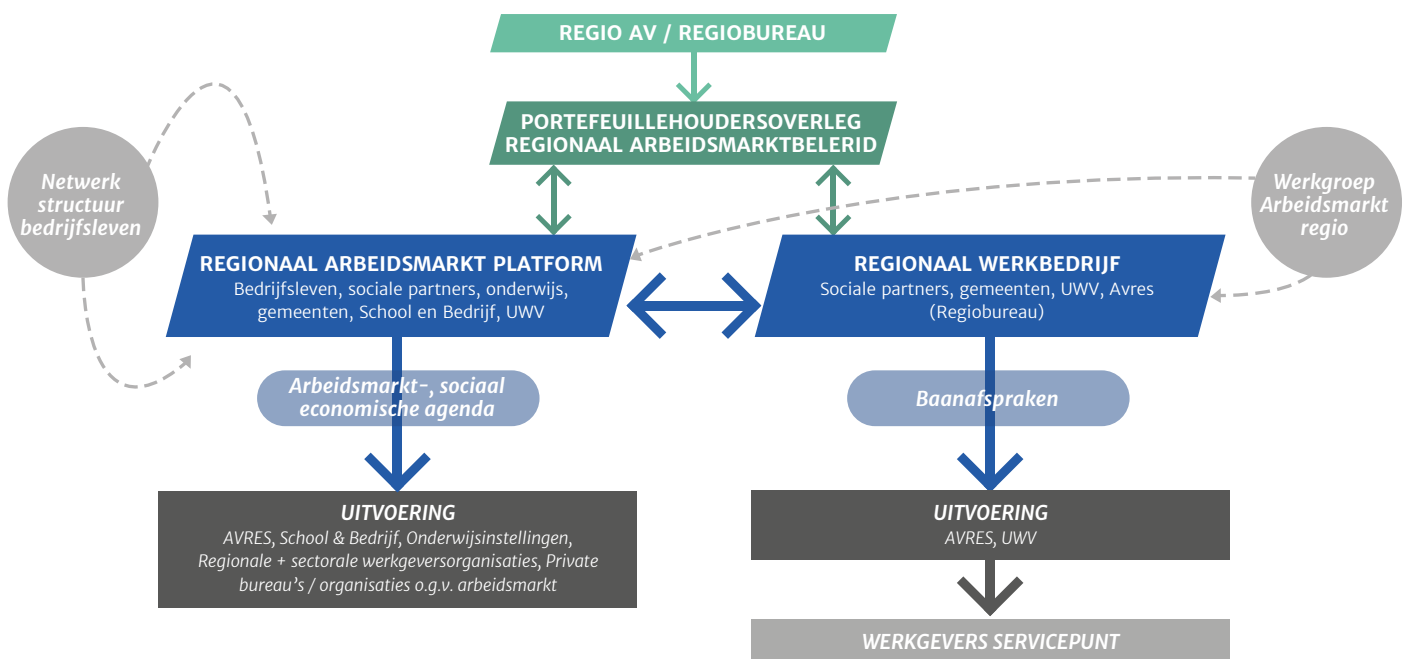 REGIO AV / REGIOBUREAU
PORTEFEUILLEHOUDERSOVERLEG
REGIONAAL ARBEIDSMARKTBELERID
Netwerk
structuur
bedrijfsleven
Werkgroep
Arbeidsmarkt
regio
REGIONAAL ARBEIDSMARKT PLATFORM
Bedrijfsleven, sociale partners, onderwijs,
gemeenten, School en Bedrijf, UWV
REGIONAAL WERKBEDRIJF
Sociale partners, gemeenten, UWV, Avres
(Regiobureau)
Arbeidsmarkt-, sociaal
economische agenda
Baanafspraken
UITVOERING
AVRES, School & Bedrijf, Onderwijsinstellingen,
Regionale + sectorale werkgeversorganisaties, Private
bureau's / organisaties o.g.v. arbeidsmarkt
UITVOERING
AVRES, UWV
WERKGEVERS SERVICEPUNT